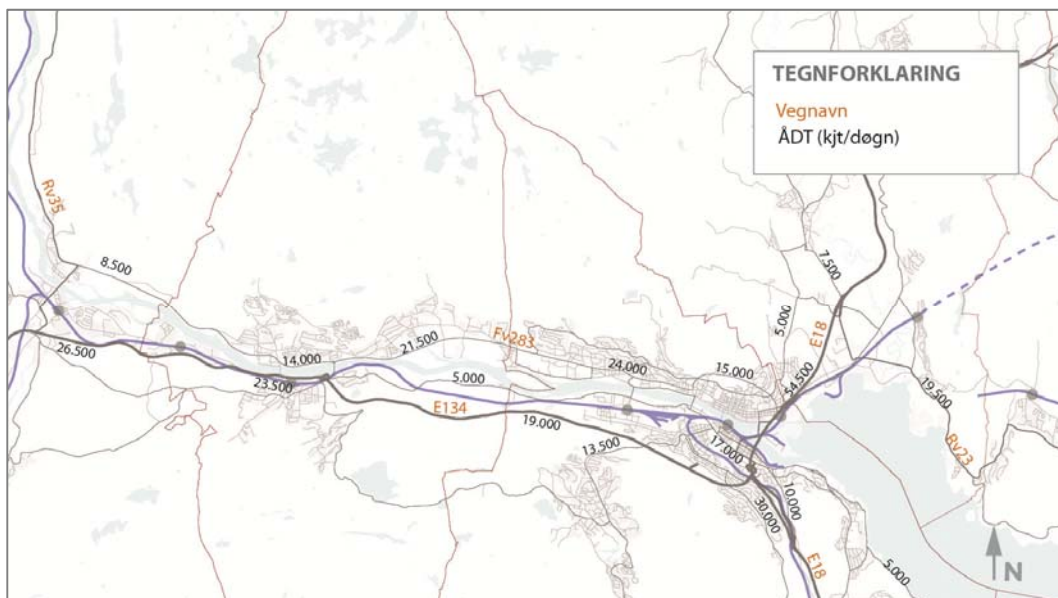 TEGNFORKLARING
Vegnavn
ÅDT (kjt/døgn)
Rv35
8.500
7.500
5.000
E18
21.500
Fv283
14.000
24.000
15.000
54.500
26.500
23.500
5.000
19.500
E134
19.000
13.500
17.000
Rv23
10.000
30.000
E18
5.000
N